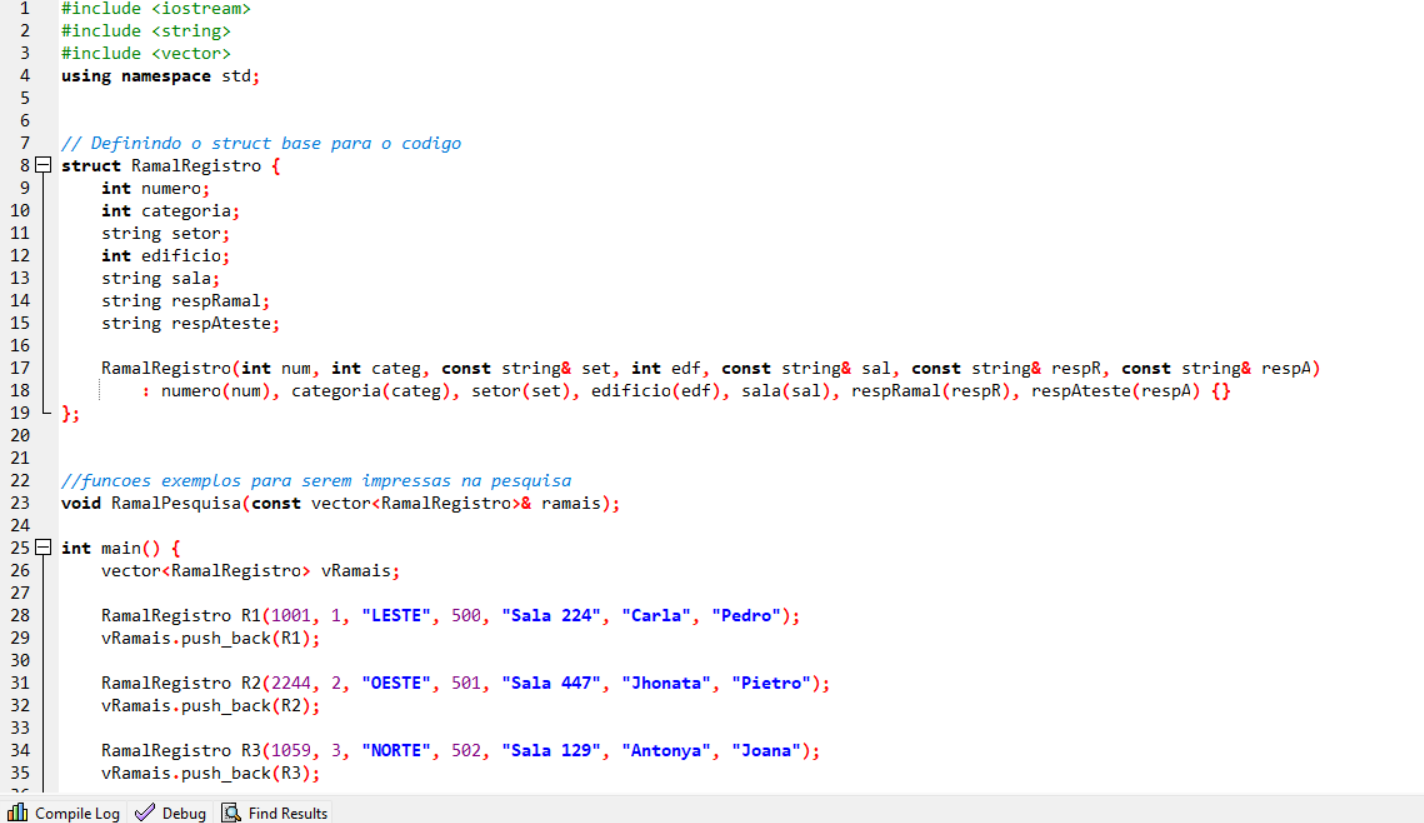 1 #include <iostream>
2 #include <string>
3 #include <vector>
4 using namespace std;
5
6
7 // Definindo o struct base para o codigo
8 struct RamalRegistro {
9 int numero;
10 int categoria;
11 string setor;
12 int edificio;
13 string sala;
14 string respRamal;
15 string respAteste;
16
17 RamalRegistro(int num, int categ, const string& set, int edf, const string& sal, const string& respR, const string& respA)
18 : numero(num), categoria(categ), setor(set), edificio(edf), sala(sal), respRamal(respR), respAteste(respA) {}
19 };
20
21
22 //funcoes exemplos para serem impressas na pesquisa
23 void RamalPesquisa(const vector<RamalRegistro>& ramais);
24
25 int main() {
26 vector<RamalRegistro> vRamais;
27
28 RamalRegistro R1(1001, 1, "LESTE", 500, "Sala 224", "Carla", "Pedro");
29 vRamais.push_back(R1);
30
31 RamalRegistro R2(2244, 2, "OESTE", 501, "Sala 447", "Jhonata", "Pietro");
32 vRamais.push_back(R2);
33
34 RamalRegistro R3(1059, 3, "NORTE", 502, "Sala 129", "Antonya", "Joana");
35 vRamais.push_back(R3);
Compile Log Debug Find Results